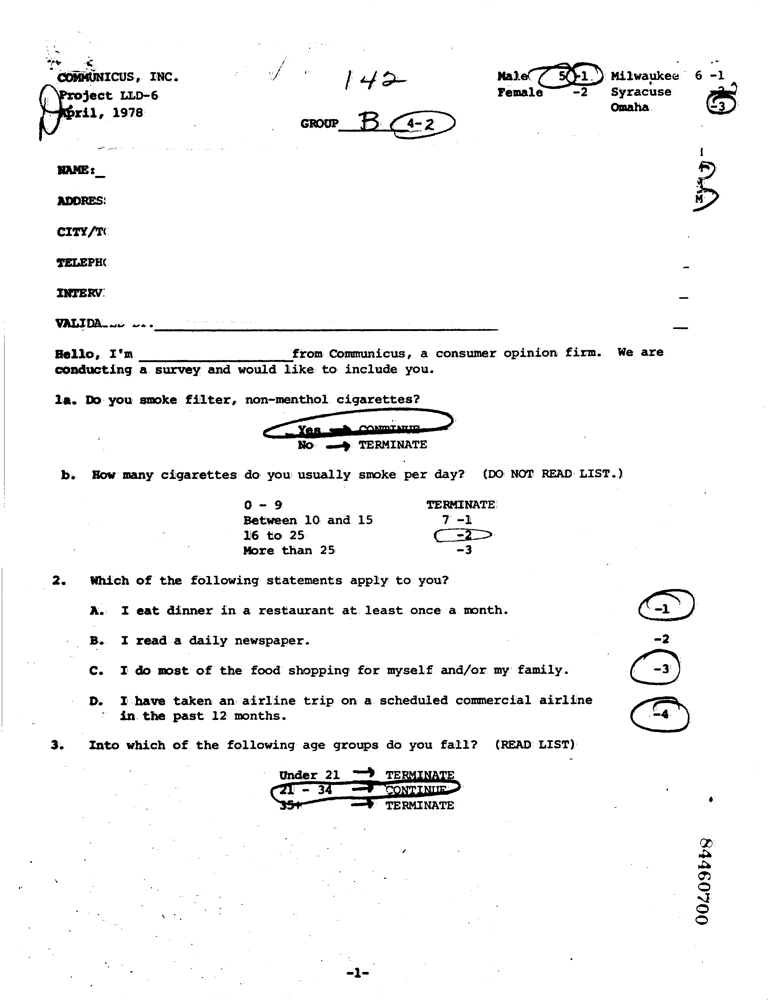 COMMUNICUS, INC.
Project LLD-6
April, 1978
142
GROUP B 4-2
Male 5 -1 Milwaukee 6 -1
Female -2 Syracuse -2
Omaha -3
NAME:
ADDRES
CITY/T
TELEPH
INTERV
VALIDA
Hello, I'm ____________________from Communicus, a consumer opinion firm. We are
conducting a survey and would like to include you.
1a. Do you smoke filter, non-menthol cigarettes?
Yes → CONTINUE
No → TERMINATE
b. How many cigarettes do you usually smoke per day? (DO NOT READ LIST.)
0 - 9 TERMINATE
Between 10 and 15 7 -1
16 to 25 -2
More than 25 -3
2. Which of the following statements apply to you?
A. I eat dinner in a restaurant at least once a month. -1
B. I read a daily newspaper. -2
C. I do most of the food shopping for myself and/or my family. -3
D. I have taken an airline trip on a scheduled commercial airline
in the past 12 months. -4
3. Into which of the following age groups do you fall? (READ LIST)
Under 21 → TERMINATE
21 - 34 → CONTINUE
35+ → TERMINATE
84460700
-1-